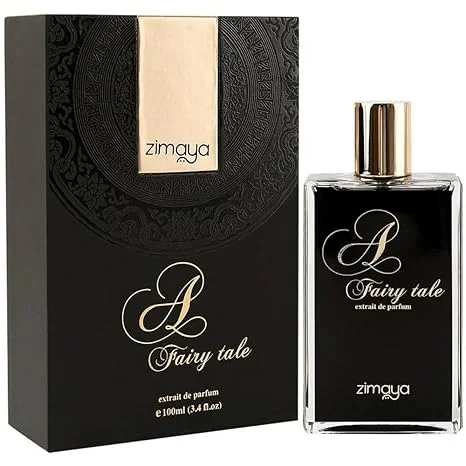 zimaya
A
Fairy tale
extrait de parfum
e 100ml (3.4 fl.oz)
A
Fairy tale
extrait de parfum
zimaya